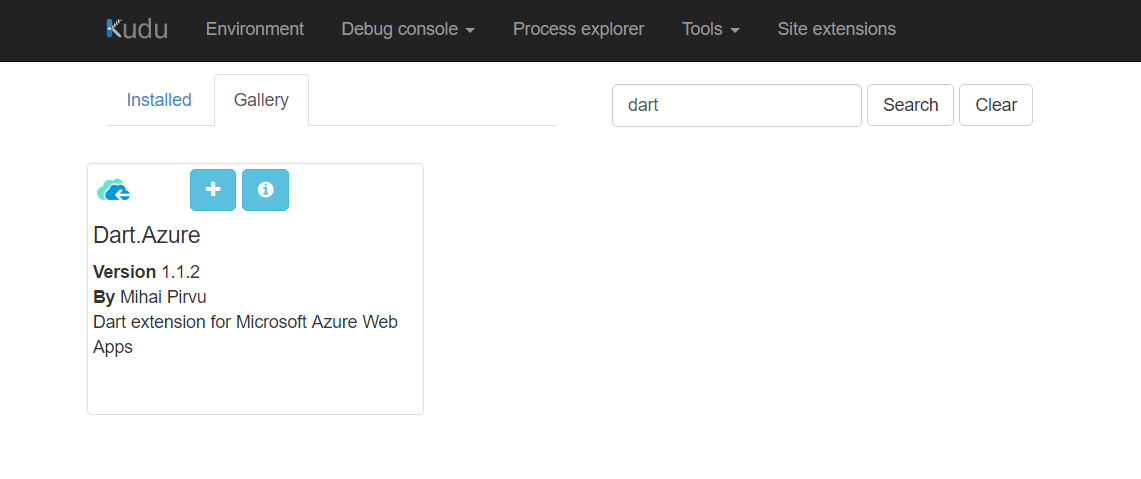 Kudu Environment Debug console Process explorer Tools Site extensions
Installed Gallery dart Search Clear
Dart.Azure
Version 1.1.2
By Mihai Pirvu
Dart extension for Microsoft Azure Web
Apps